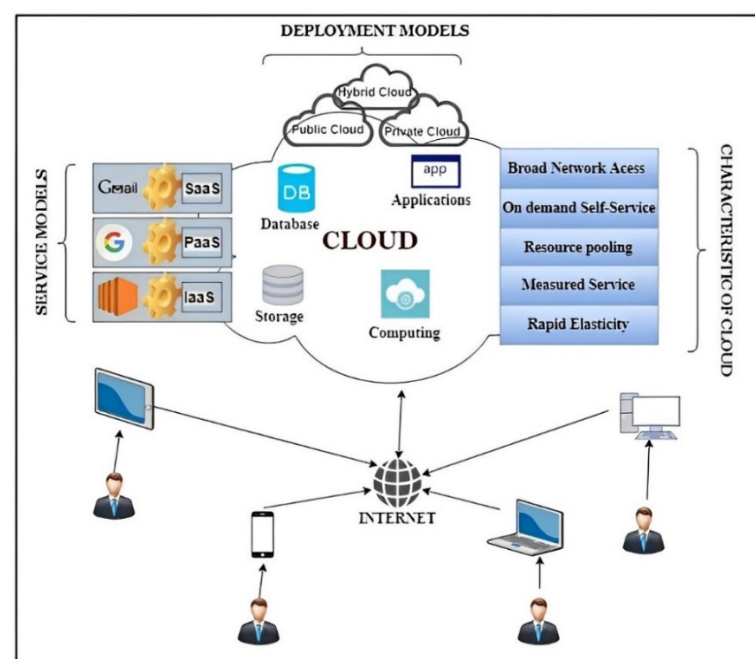 DEPLOYMENT MODELS
Hybrid Cloud
Public Cloud
Private Cloud
SERVICE MODELS
Gmail
SaaS
G
PaaS
IaaS
DB
Database
app
Applications
CLOUD
Storage
Computing
Broad Network Acess
On demand Self-Service
Resource pooling
Measured Service
Rapid Elasticity
CHARACTERISTIC OF CLOUD
INTERNET